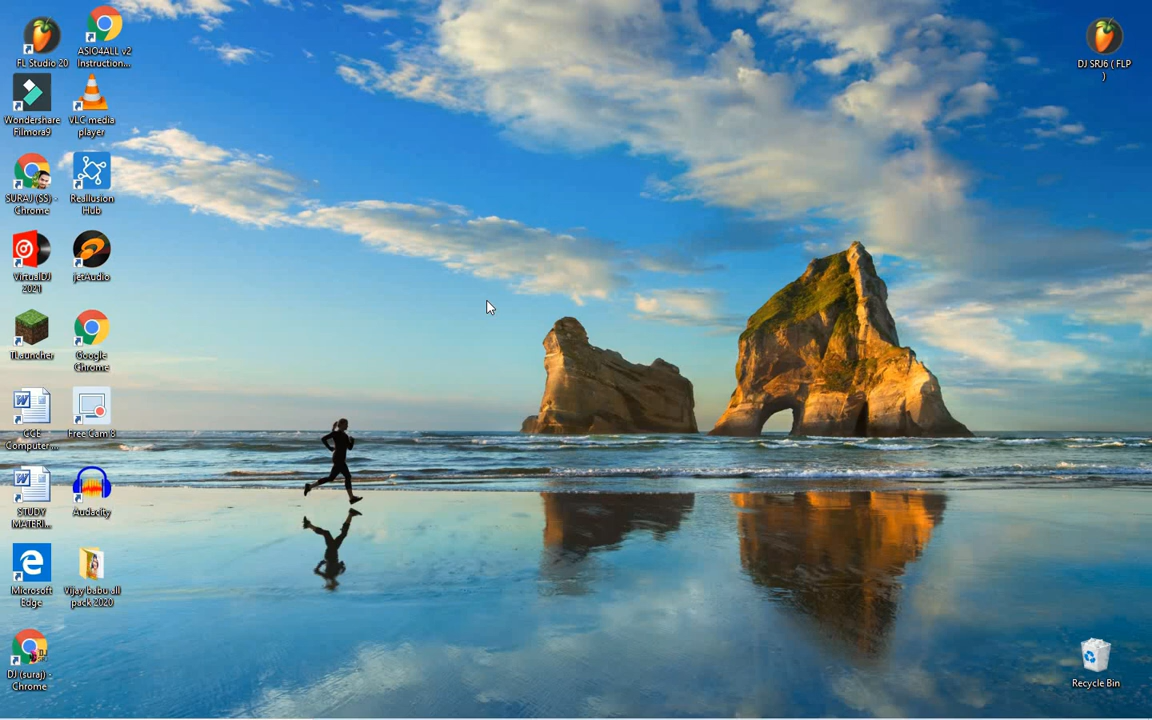 FL Studio 20
ASIO4ALL v2
Instruction...
Wondershare
Filmora9
VLC media
player
SURAJ (SS) -
Chrome
Reallusion
Hub
VirtualDJ
2021
jetAudio
TLauncher
Google
Chrome
CCE
Computer...
Free Cam 8
STUDY
MATERI...
Audacity
Microsoft
Edge
Vijay babu all
pack 2020
DJ (suraj) -
Chrome
DJ SRJ6 ( FLP
)
Recycle Bin